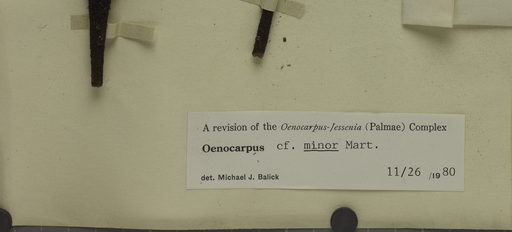 A revision of the Oenocarpus-Jessenia (Palmae) Complex
Oenocarpus cf. minor Mart.
det. Michael J. Balick 11/26 /19 80